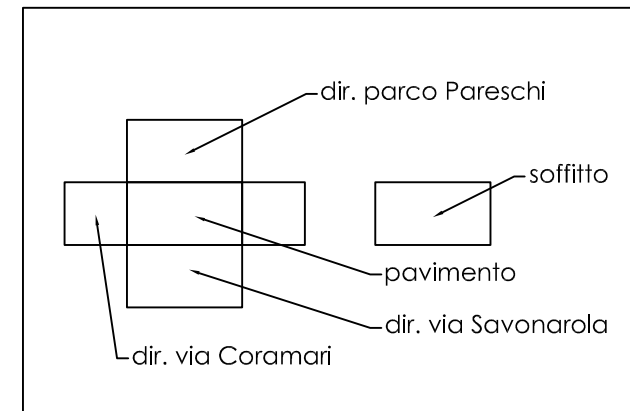 dir. parco Pareschi
soffitto
pavimento
dir. via Savonarola
dir. via Coramari